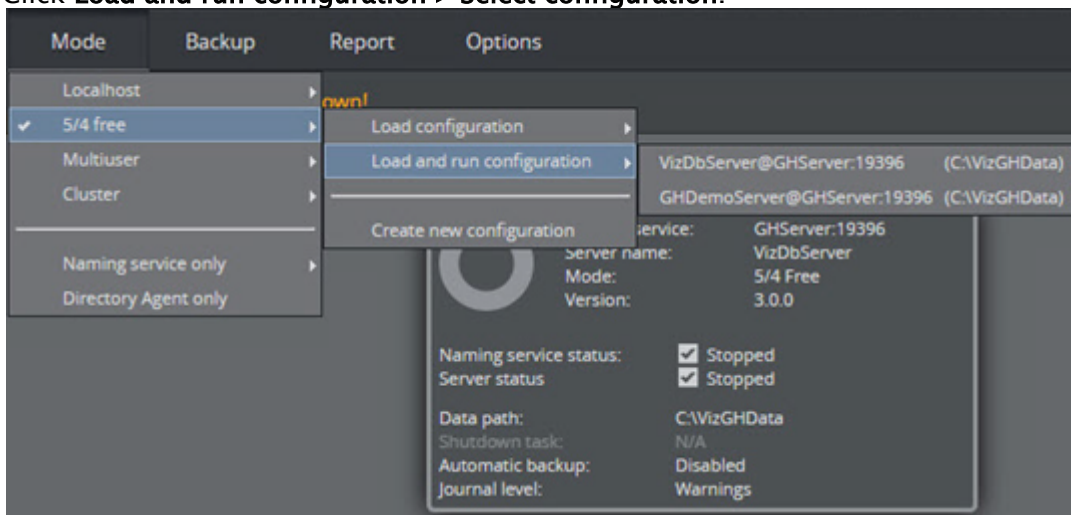 Click Load and run configuration > Select configuration.
Mode Backup Report Options
Localhost
own!
5/4 free
Load configuration
Multiuser
Load and run configuration
VizDbServer@GHServer:19396 (C:\VizGHData)
Cluster
GHDemoServer@GHServer:19396 (C:\VizGHData)
Create new configuration
service: GHServer:19396
Server name: VizDbServer
Naming service only
Mode: 5/4 Free
Directory Agent only
Version: 3.0.0
Naming service status: Stopped
Server status Stopped
Data path: C:\VizGHData
Shutdown task: N/A
Automatic backup: Disabled
Journal level: Warnings